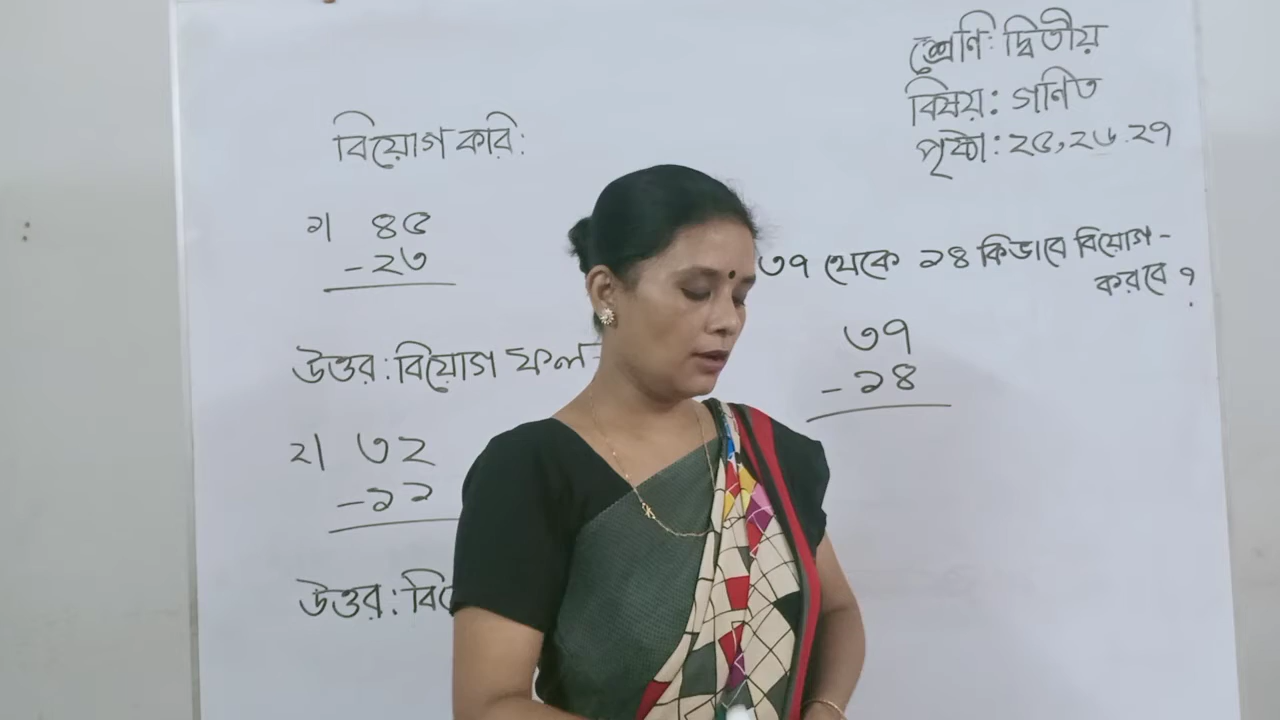 শ্রেণি: দ্বিতীয়
বিষয়: গণিত
পৃষ্ঠা: ২৫,২৬.২৭
বিয়োগ করি:
১| ৪৫
- ২৩
উত্তর: বিয়োগ ফল
২| ৩২
- ১১
উত্তর:
৩৭ থেকে ১৪ কিভাবে বিয়োগ -
করবে ?
৩৭
- ১৪